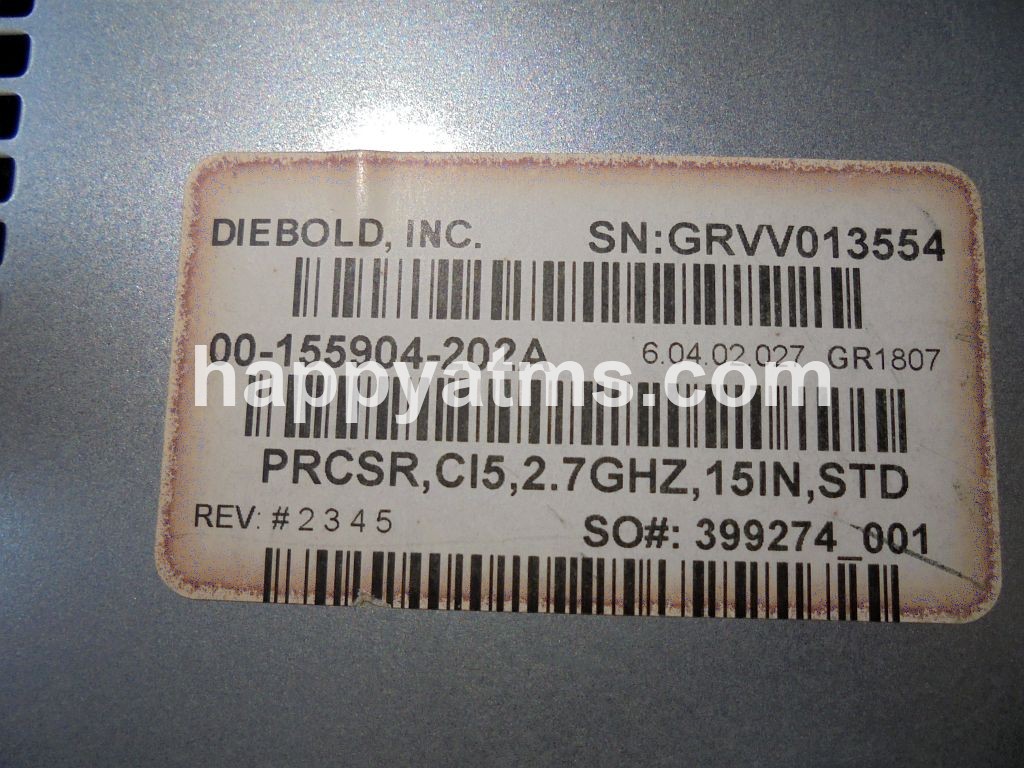 DIEBOLD, INC. SN:GRVV013554
00-155904-202A 6.04.02.027 GR1807
happyatms.com
PRCSR,CI5,2.7GHZ,15IN,STD
REV: #2345 SO#: 399274_001